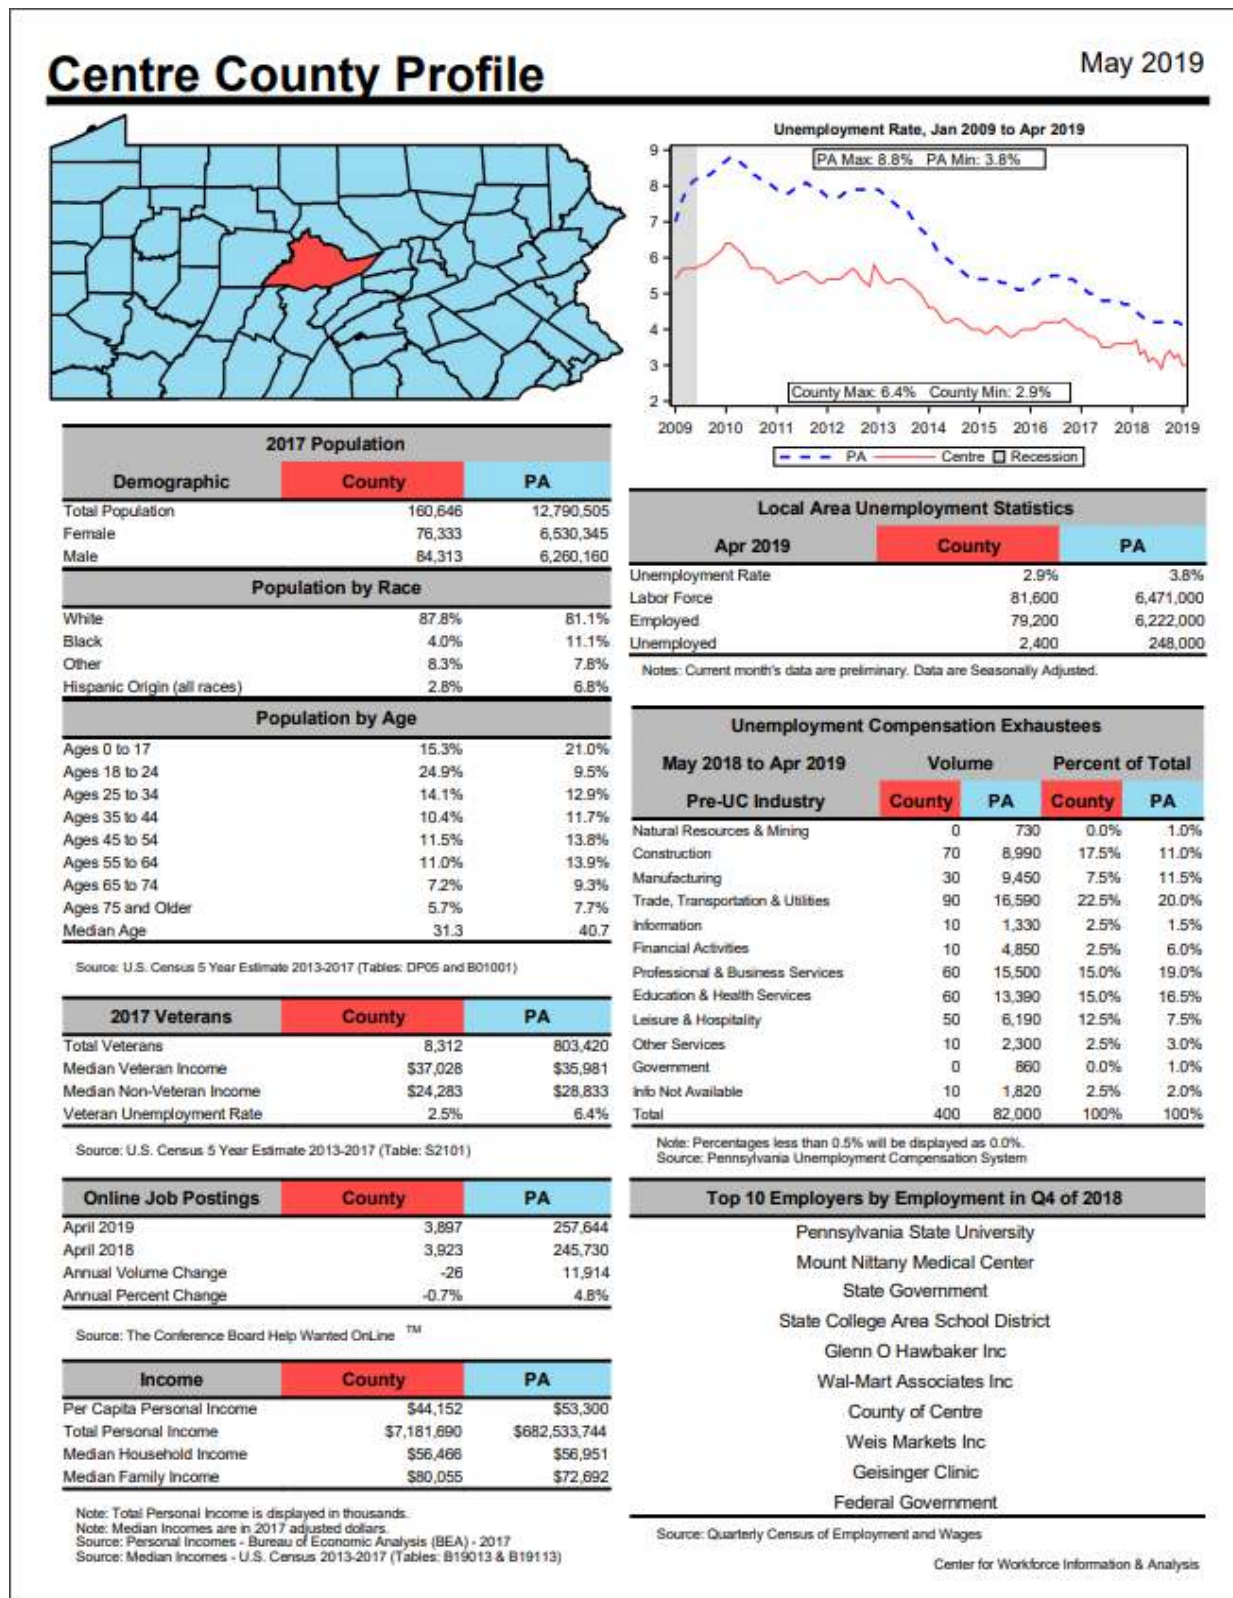 Centre County Profile
May 2019
Unemployment Rate, Jan 2009 to Apr 2019
PA Max: 8.8% PA Min: 3.8%
9
8
7
6
5
4
3
2
County Max: 6.4% County Min: 2.9%
2009 2010 2011 2012 2013 2014 2015 2016 2017 2018 2019
PA Centre Recession
2017 Population
Demographic County PA
Total Population 160,646 12,790,505
Female 76,333 6,530,345
Male 84,313 6,260,160
Population by Race
White 87.8% 81.1%
Black 4.0% 11.1%
Other 8.3% 7.8%
Hispanic Origin (all races) 2.8% 6.8%
Population by Age
Ages 0 to 17 15.3% 21.0%
Ages 18 to 24 24.9% 9.5%
Ages 25 to 34 14.1% 12.9%
Ages 35 to 44 10.4% 11.7%
Ages 45 to 54 11.5% 13.8%
Ages 55 to 64 11.0% 13.9%
Ages 65 to 74 7.2% 9.3%
Ages 75 and Older 5.7% 7.7%
Median Age 31.3 40.7
Source: U.S. Census 5 Year Estimate 2013-2017 (Tables: DP05 and B01001)
2017 Veterans County PA
Total Veterans 8,312 803,420
Median Veteran Income $37,028 $35,981
Median Non-Veteran Income $24,283 $28,833
Veteran Unemployment Rate 2.5% 6.4%
Source: U.S. Census 5 Year Estimate 2013-2017 (Table: S2101)
Online Job Postings County PA
April 2019 3,897 257,644
April 2018 3,923 245,730
Annual Volume Change -26 11,914
Annual Percent Change -0.7% 4.8%
Source: The Conference Board Help Wanted OnLine TM
Income County PA
Per Capita Personal Income $44,152 $53,300
Total Personal Income $7,181,690 $682,533,744
Median Household Income $56,466 $56,951
Median Family Income $80,055 $72,692
Note: Total Personal Income is displayed in thousands.
Note: Median Incomes are in 2017 adjusted dollars.
Source: Personal Incomes - Bureau of Economic Analysis (BEA) - 2017
Source: Median Incomes - U.S. Census 2013-2017 (Tables: B19013 & B19113)
Local Area Unemployment Statistics
Apr 2019 County PA
Unemployment Rate 2.9% 3.8%
Labor Force 81,600 6,471,000
Employed 79,200 6,222,000
Unemployed 2,400 248,000
Notes: Current month's data are preliminary. Data are Seasonally Adjusted.
Unemployment Compensation Exhaustees
May 2018 to Apr 2019 Volume Percent of Total
Pre-UC Industry County PA County PA
Natural Resources & Mining 0 730 0.0% 1.0%
Construction 70 8,990 17.5% 11.0%
Manufacturing 30 9,450 7.5% 11.5%
Trade, Transportation & Utilities 90 16,590 22.5% 20.0%
Information 10 1,330 2.5% 1.5%
Financial Activities 10 4,850 2.5% 6.0%
Professional & Business Services 60 15,500 15.0% 19.0%
Education & Health Services 60 13,390 15.0% 16.5%
Leisure & Hospitality 50 6,190 12.5% 7.5%
Other Services 10 2,300 2.5% 3.0%
Government 0 860 0.0% 1.0%
Info Not Available 10 1,820 2.5% 2.0%
Total 400 82,000 100% 100%
Note: Percentages less than 0.5% will be displayed as 0.0%.
Source: Pennsylvania Unemployment Compensation System
Top 10 Employers by Employment in Q4 of 2018
Pennsylvania State University
Mount Nittany Medical Center
State Government
State College Area School District
Glenn O Hawbaker Inc
Wal-Mart Associates Inc
County of Centre
Weis Markets Inc
Geisinger Clinic
Federal Government
Source: Quarterly Census of Employment and Wages
Center for Workforce Information & Analysis